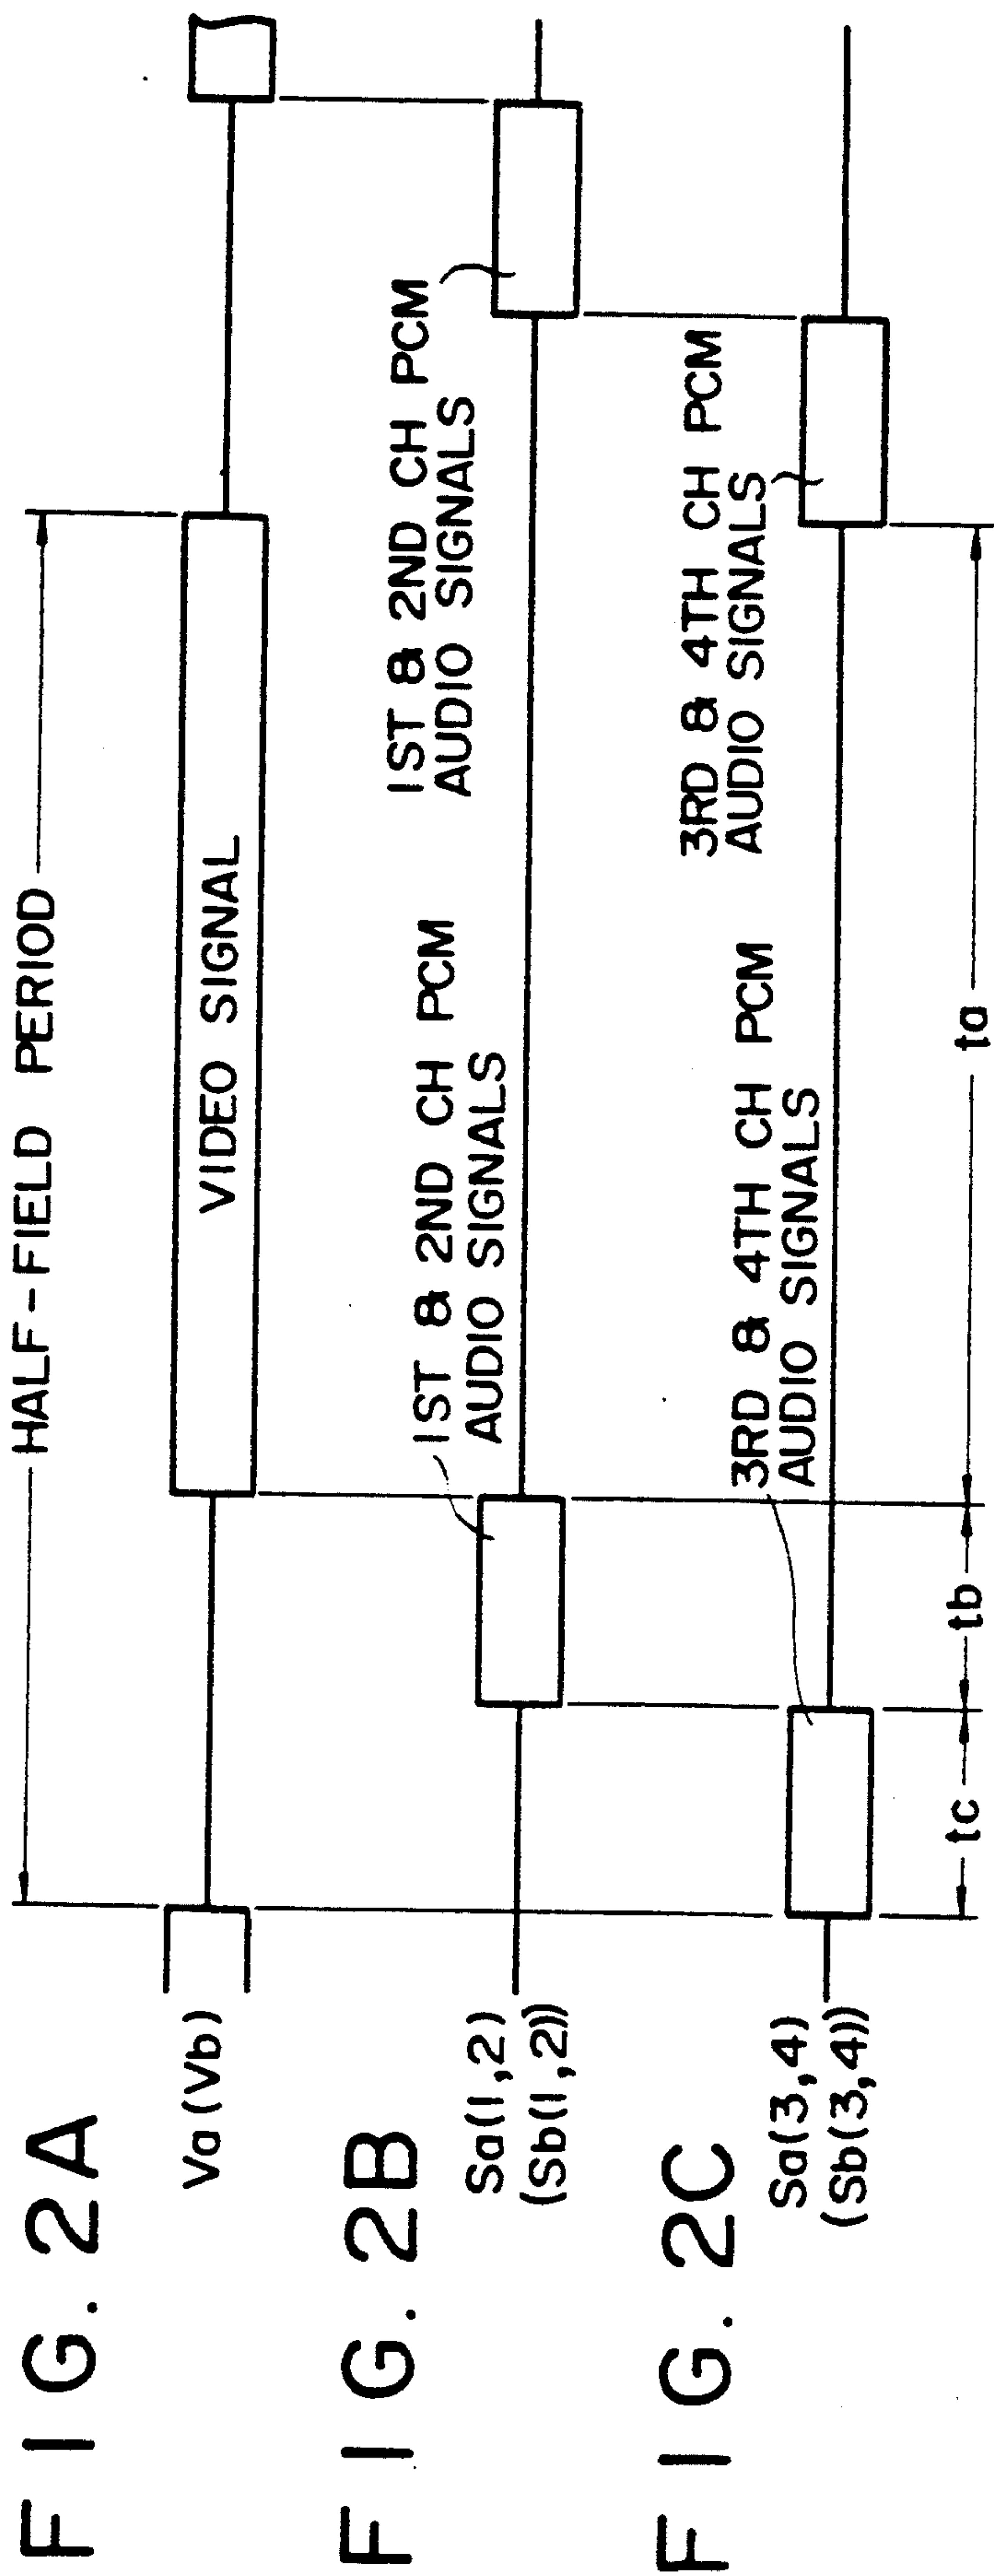 FIG. 2A
HALF-FIELD PERIOD
Va(Vb)
VIDEO SIGNAL
FIG. 2B
Sa(1,2)
(Sb(1,2))
1ST & 2ND CH PCM
AUDIO SIGNALS
1ST & 2ND CH PCM
AUDIO SIGNALS
FIG. 2C
Sa(3,4)
(Sb(3,4))
3RD & 4TH CH PCM
AUDIO SIGNALS
3RD & 4TH CH PCM
AUDIO SIGNALS
tc
tb
ta